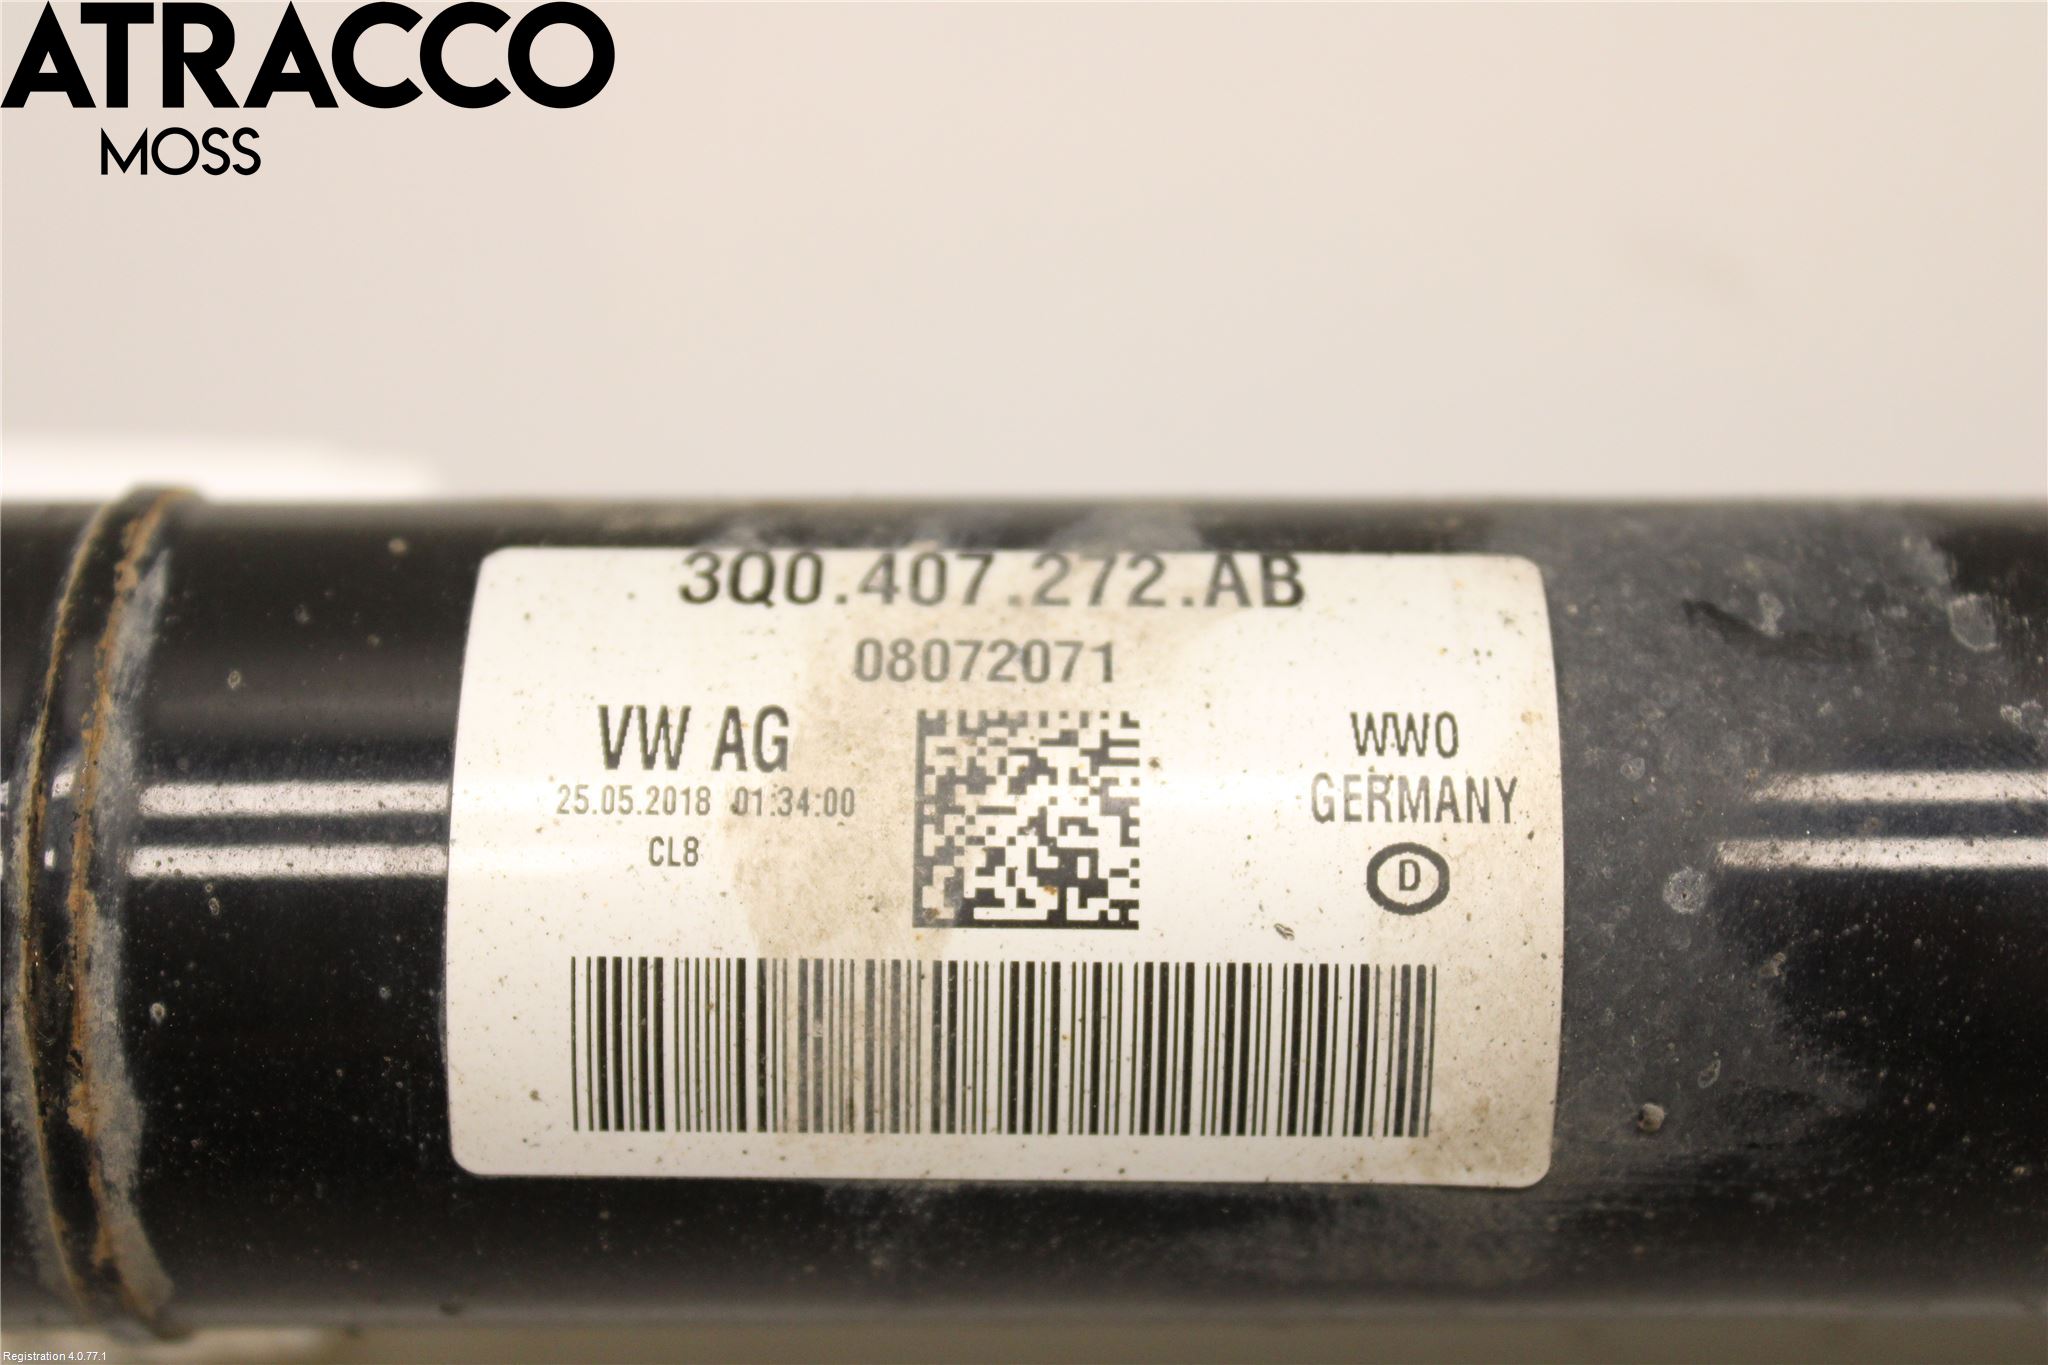 ATRACCO
MOSS
3Q0.407.272.AB
08072071
VW AG
25.05.2018 01:34:00
CL8
WWO
GERMANY
D
Registration 4.0.77.1